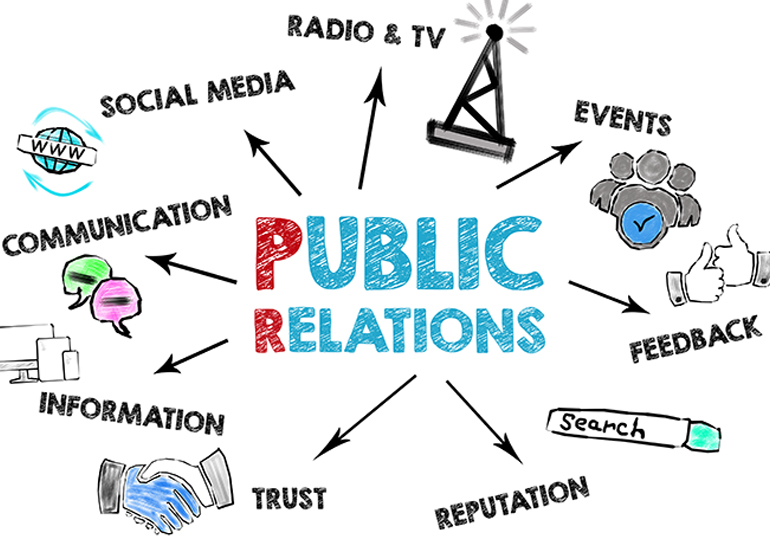 RADIO & TV
SOCIAL MEDIA
EVENTS
WWW
COMMUNICATION
PUBLIC
RELATIONS
FEEDBACK
INFORMATION
search
TRUST
REPUTATION